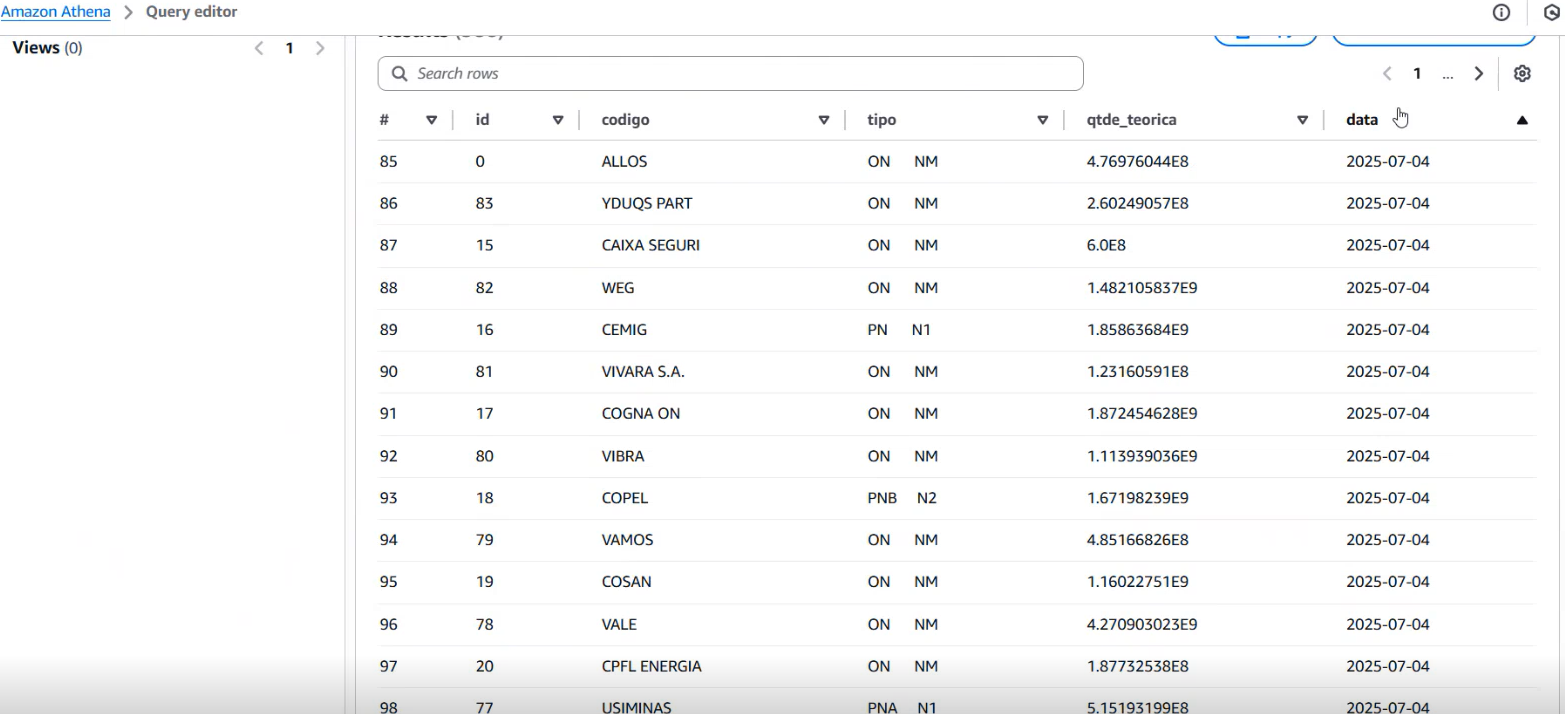 Amazon Athena > Query editor
Views (0) 1
Search rows
1 ...
# id codigo tipo qtde_teorica data
85 0 ALLOS ON NM 4.76976044E8 2025-07-04
86 83 YDUQS PART ON NM 2.60249057E8 2025-07-04
87 15 CAIXA SEGURI ON NM 6.0E8 2025-07-04
88 82 WEG ON NM 1.482105837E9 2025-07-04
89 16 CEMIG PN N1 1.85863684E9 2025-07-04
90 81 VIVARA S.A. ON NM 1.23160591E8 2025-07-04
91 17 COGNA ON ON NM 1.872454628E9 2025-07-04
92 80 VIBRA ON NM 1.113939036E9 2025-07-04
93 18 COPEL PNB N2 1.67198239E9 2025-07-04
94 79 VAMOS ON NM 4.85166826E8 2025-07-04
95 19 COSAN ON NM 1.16022751E9 2025-07-04
96 78 VALE ON NM 4.270903023E9 2025-07-04
97 20 CPFL ENERGIA ON NM 1.87732538E8 2025-07-04
98 77 USIMINAS PNA N1 5.15193199E8 2025-07-04